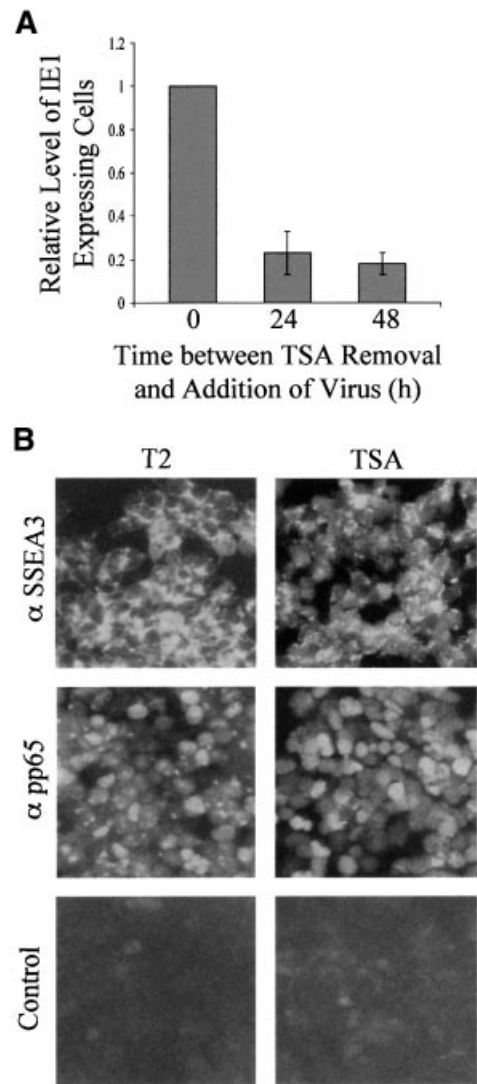 A
Relative Level of IE1
Expressing Cells
1.2
1
0.8
0.6
0.4
0.2
0
0 24 48
Time between TSA Removal
and Addition of Virus (h)
B
T2 TSA
α SSEA3
α pp65
Control